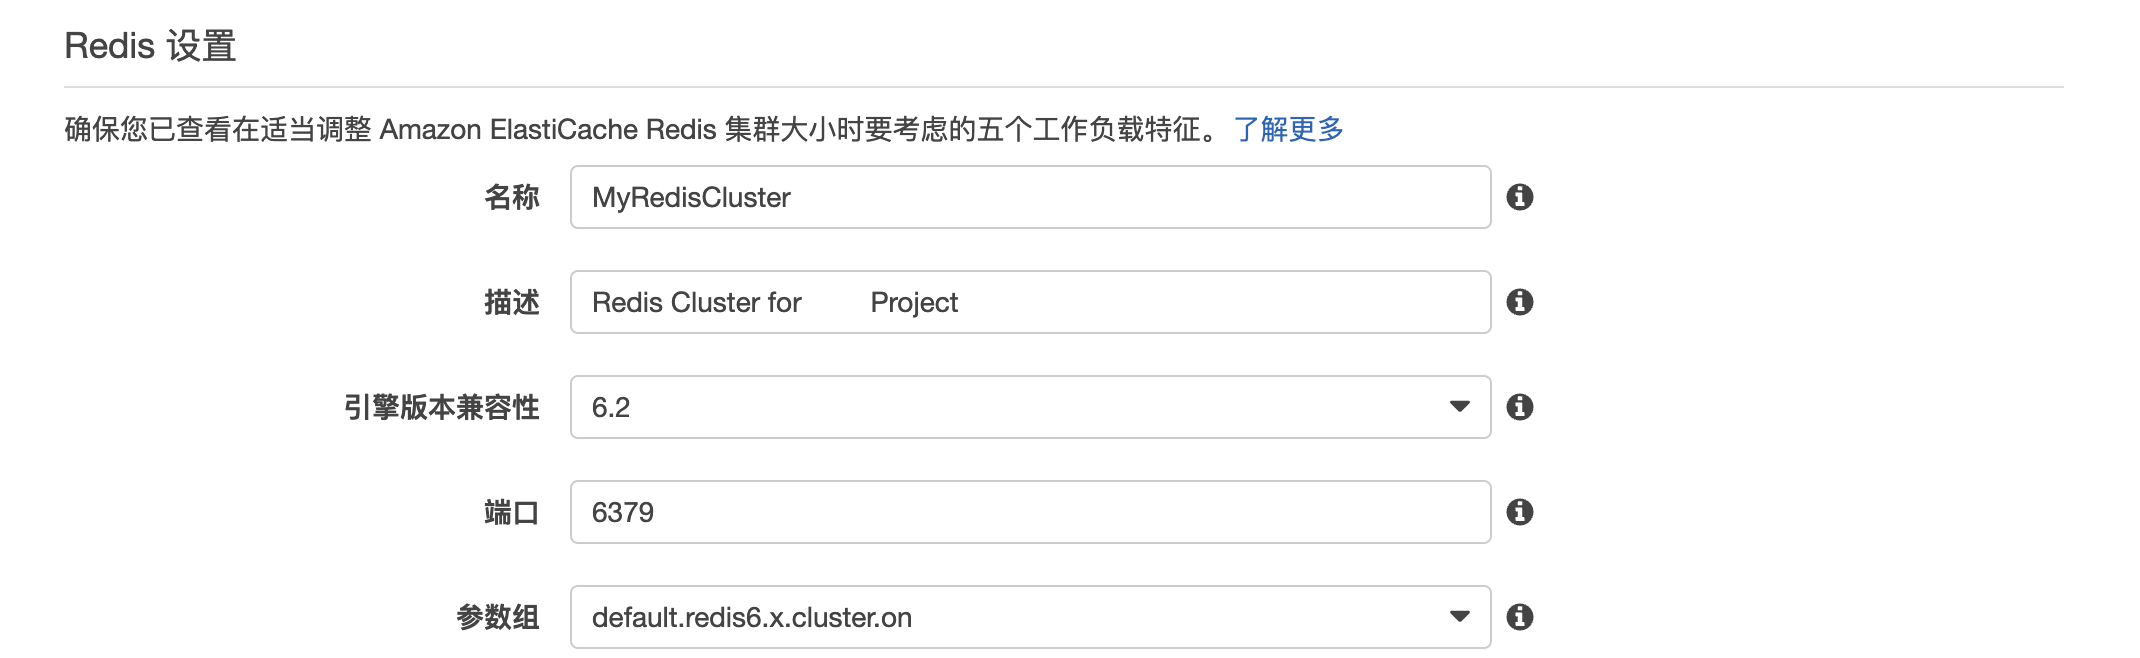 Redis 设置
确保您已查看在适当调整 Amazon ElastiCache Redis 集群大小时要考虑的五个工作负载特征。 了解更多
名称 MyRedisCluster
描述 Redis Cluster for Project
引擎版本兼容性 6.2
端口 6379
参数组 default.redis6.x.cluster.on